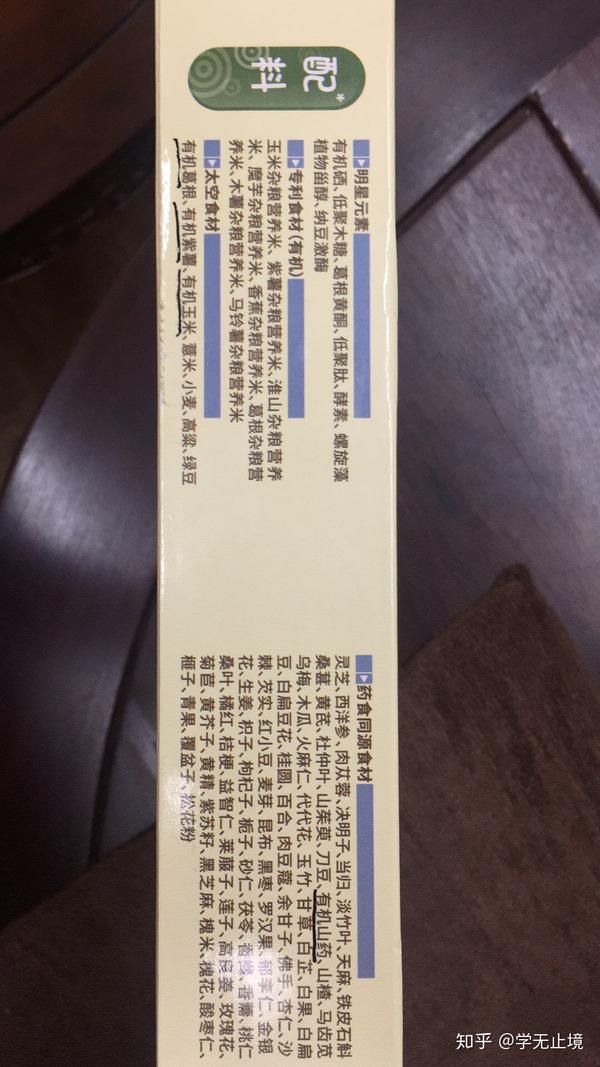 配料*
明星元素
有机硒、低聚木糖、葛根黄酮、低聚肽、酵素、螺旋藻
植物甾醇、纳豆激酶
专利食材(有机)
玉米杂粮营养米、紫薯杂粮营养米、淮山杂粮营养
米、魔芋杂粮营养米、香蕉杂粮营养米、葛根杂粮营
养米、木薯杂粮营养米、马铃薯杂粮营养米
太空食材
有机葛根、有机紫薯、有机玉米、薏米、小麦、高粱、绿豆
药食同源食材
灵芝、西洋参、肉苁蓉、决明子、当归、淡竹叶、天麻、铁皮石斛
桑葚、黄芪、杜仲叶、山茱萸、刀豆、有机山药、山楂、马齿苋
乌梅、木瓜、火麻仁、代代花、玉竹、甘草、白芷、白果、白扁
豆、白扁豆花、桂圆、百合、肉豆蔻、余甘子、佛手、杏仁、沙
棘、芡实、红小豆、麦芽、昆布、黑枣、罗汉果、郁李仁、金银
花、生姜、枳子、枸杞子、栀子、砂仁、茯苓、香薷、桃仁
桑叶、橘红、桔梗、益智仁、莱服子、莲子、高良姜、玫瑰花、
菊苣、黄芥子、黄精、紫苏籽、黑芝麻、槐米、槐花、酸枣仁、
榧子、青果、覆盆子、松花粉
知乎 @学无止境